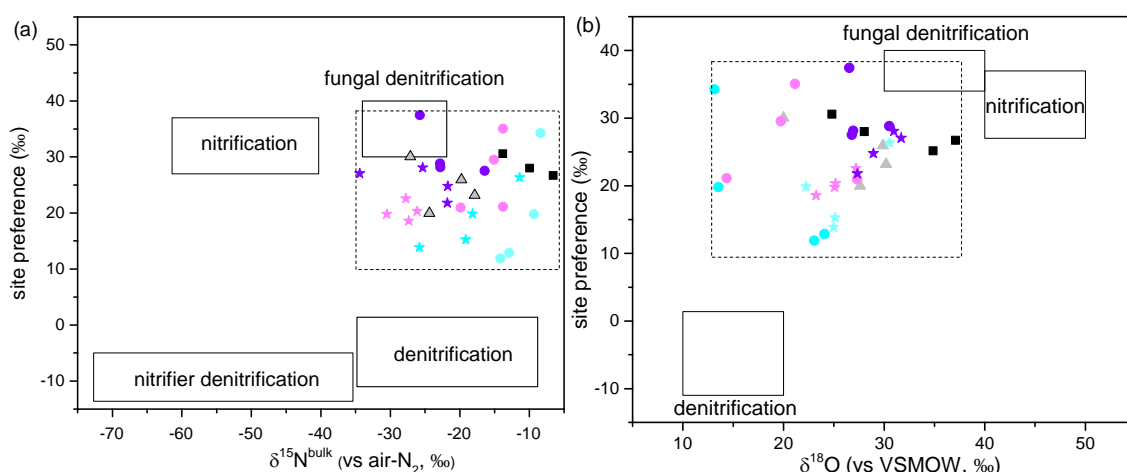 (a)
50
40
30
20
10
0
-10
site preference (‰)
fungal denitrification
nitrification
denitrification
nitrifier denitrification
-70 -60 -50 -40 -30 -20 -10
δ¹⁵Nᵇᵘˡᵏ (vs air-N₂, ‰)
(b)
40
30
20
10
0
-10
site preference (‰)
fungal denitrification
nitrification
denitrification
10 20 30 40 50
δ¹⁸O (vs VSMOW, ‰)